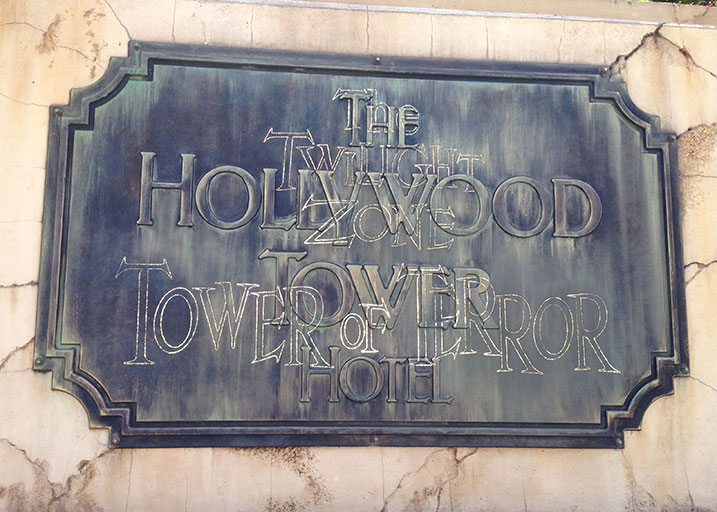 The
Twilight
Hollywood
Zone
Tower
Tower of Terror
Hotel